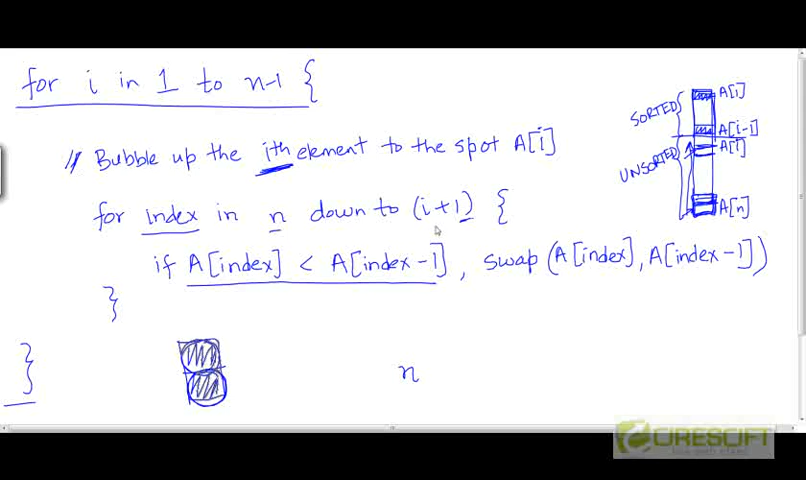 for i in 1 to n-1 {
// Bubble up the ith element to the spot A[i]
for index in n down to (i+1) {
if A[index] < A[index-1], swap (A[index], A[index-1])
}
}
n
SORTED
UNSORTED
A[i]
A[i-1]
A[i]
A[n]
CIRESOFT